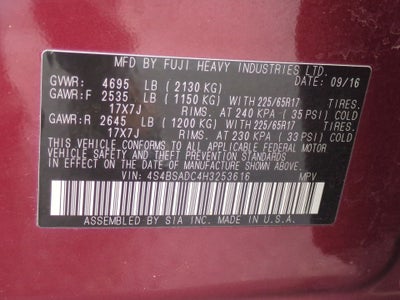 MFD BY FUJI HEAVY INDUSTRIES LTD.
DATE: 09/16
GVWR: 4695 LB ( 2130 KG)
GAWR:F 2535 LB ( 1150 KG) WITH 225/65R17 TIRES.
17X7J RIMS, AT 240 KPA ( 35 PSI) COLD
GAWR:R 2645 LB ( 1200 KG) WITH 225/65R17 TIRES.
17X7J RIMS, AT 230 KPA ( 33 PSI) COLD
THIS VEHICLE CONFORMS TO ALL APPLICABLE FEDERAL MOTOR
VEHICLE SAFETY, BUMPER, AND THEFT PREVENTION STANDARDS
IN EFFECT ON THE DATE OF MANUFACTURE SHOWN ABOVE.
VIN: 4S4BSADC4H3253616 MPV
ASSEMBLED BY SIA INC. MADE IN U.S.A.